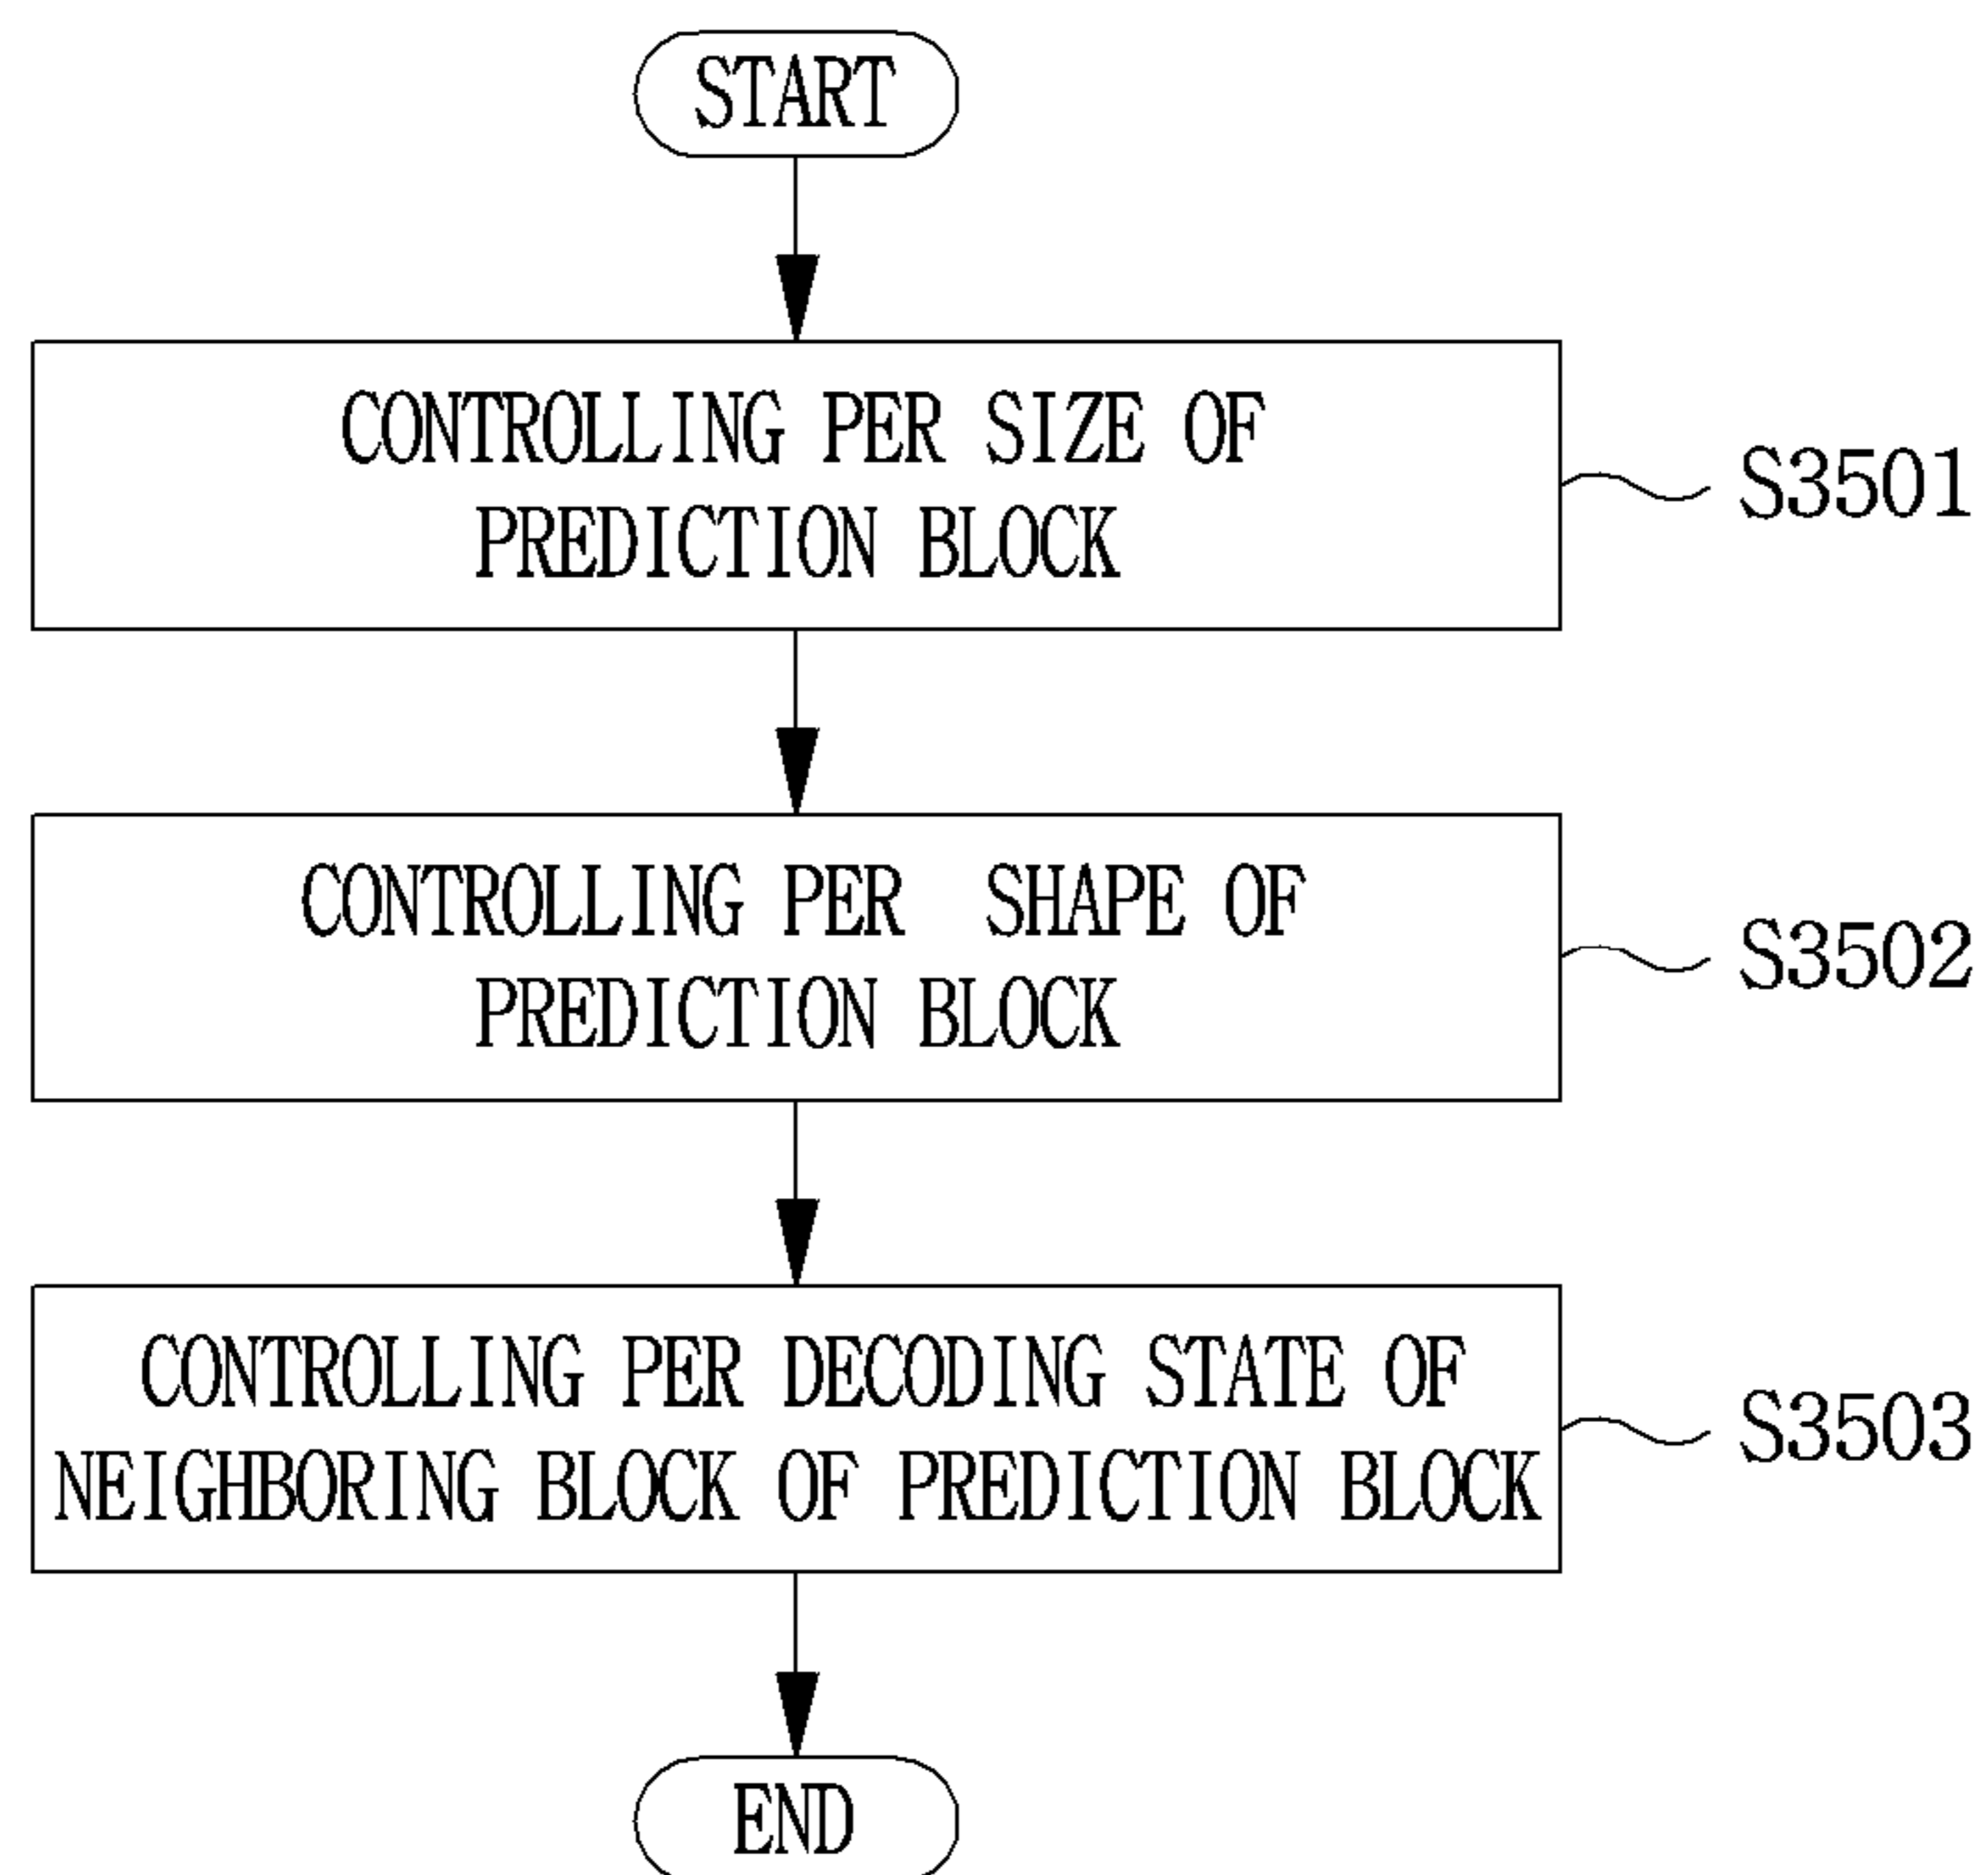 START
CONTROLLING PER SIZE OF
PREDICTION BLOCK
S3501
CONTROLLING PER SHAPE OF
PREDICTION BLOCK
S3502
CONTROLLING PER DECODING STATE OF
NEIGHBORING BLOCK OF PREDICTION BLOCK
S3503
END